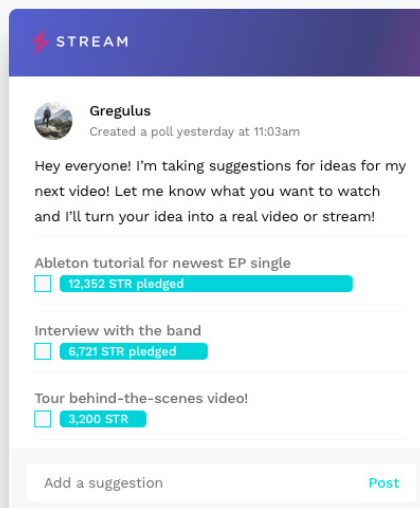 STREAM
Gregulus
Created a poll yesterday at 11:03am
Hey everyone! I'm taking suggestions for ideas for my
next video! Let me know what you want to watch
and I'll turn your idea into a real video or stream!
Ableton tutorial for newest EP single
12,352 STR pledged
Interview with the band
6,721 STR pledged
Tour behind-the-scenes video!
3,200 STR
Add a suggestion Post